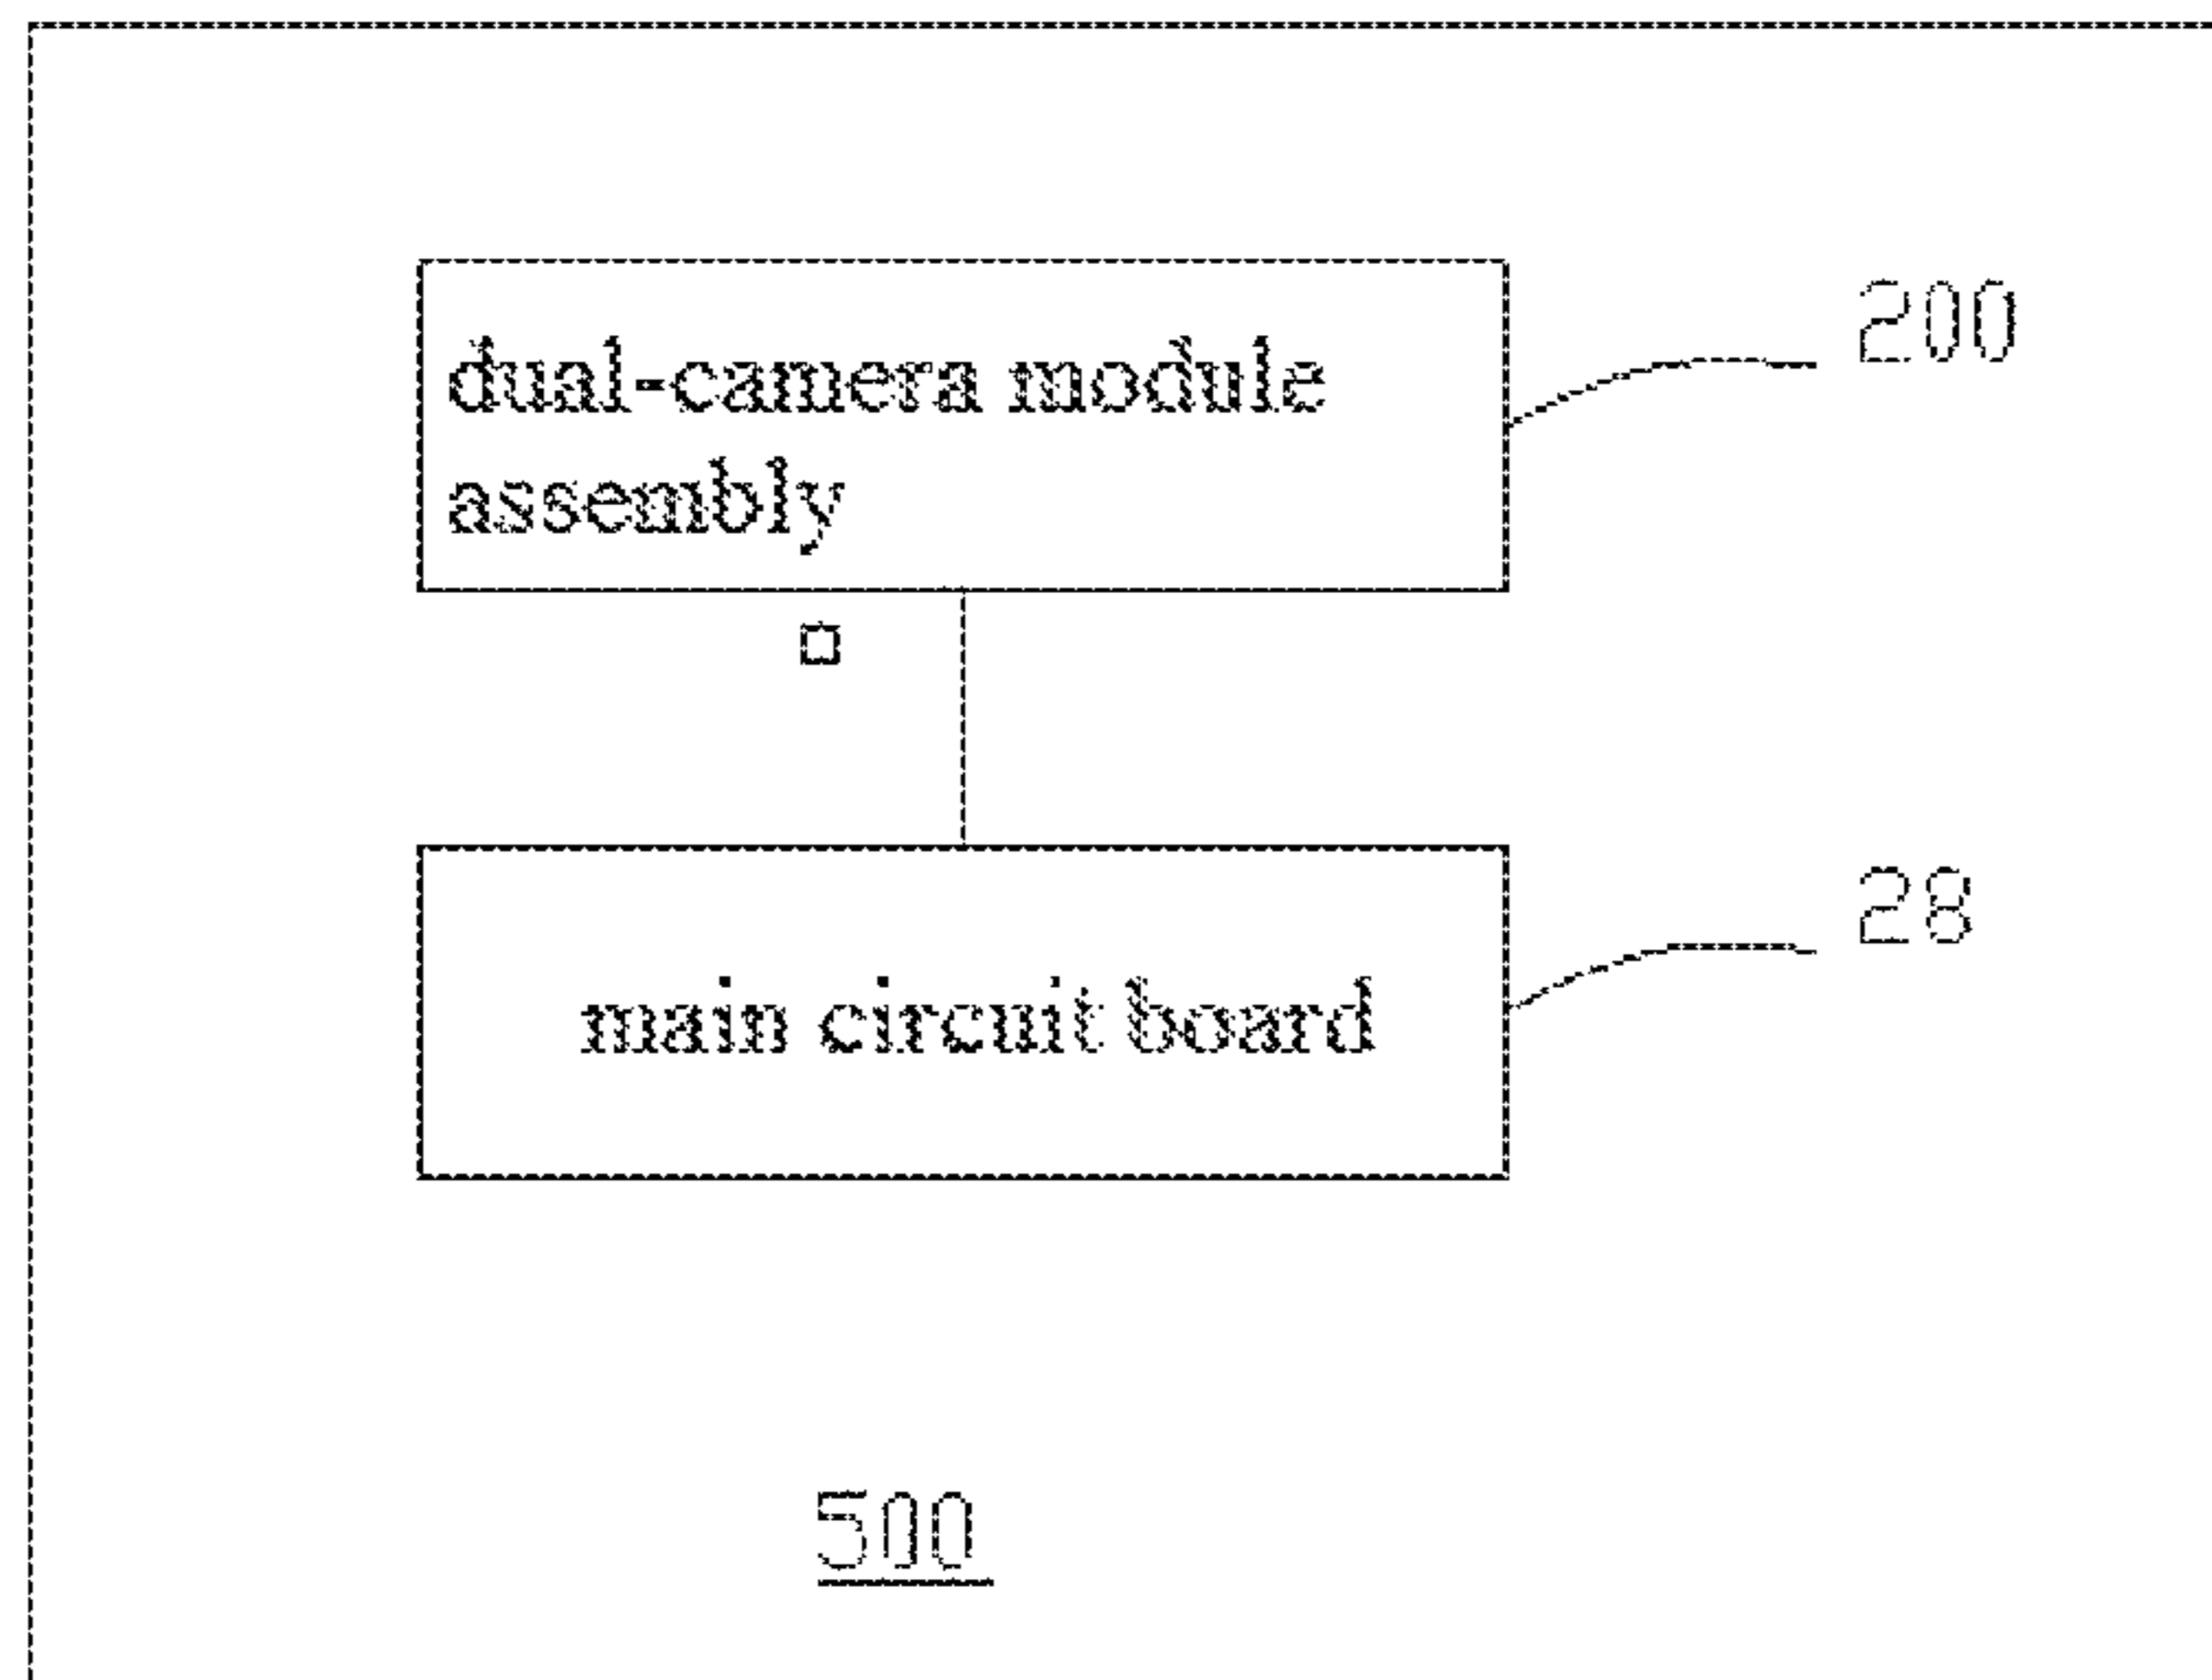 dual-camera module
assembly
200
main circuit board
28
500